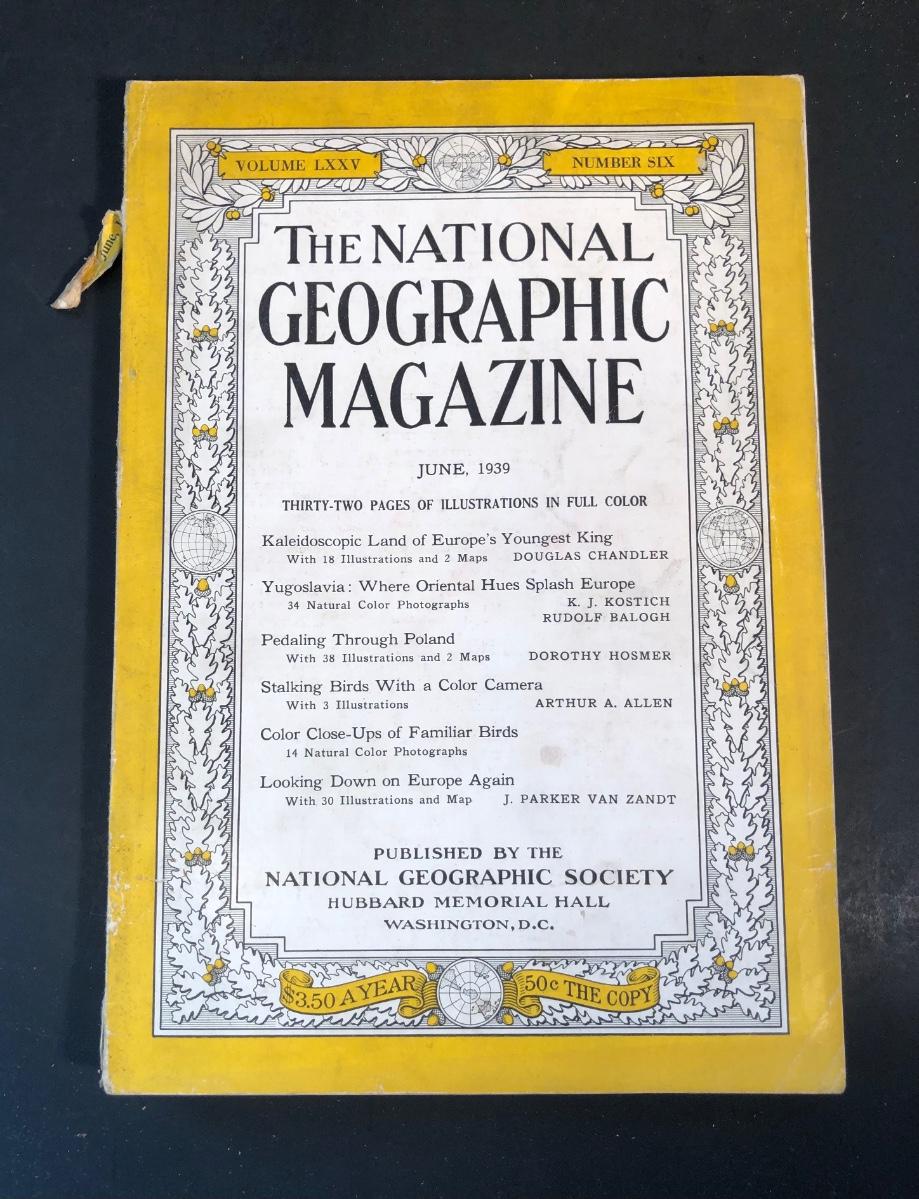 VOLUME LXXV
NUMBER SIX
THE NATIONAL
GEOGRAPHIC
MAGAZINE
June,
JUNE, 1939
THIRTY-TWO PAGES OF ILLUSTRATIONS IN FULL COLOR
Kaleidoscopic Land of Europe's Youngest King
With 18 Illustrations and 2 Maps DOUGLAS CHANDLER
Yugoslavia: Where Oriental Hues Splash Europe
34 Natural Color Photographs K. J. KOSTICH
RUDOLF BALOGH
Pedaling Through Poland
With 38 Illustrations and 2 Maps DOROTHY HOSMER
Stalking Birds With a Color Camera
With 3 Illustrations ARTHUR A. ALLEN
Color Close-Ups of Familiar Birds
14 Natural Color Photographs
Looking Down on Europe Again
With 30 Illustrations and Map J. PARKER VAN ZANDT
PUBLISHED BY THE
NATIONAL GEOGRAPHIC SOCIETY
HUBBARD MEMORIAL HALL
WASHINGTON, D.C.
$3.50 A YEAR
50c THE COPY